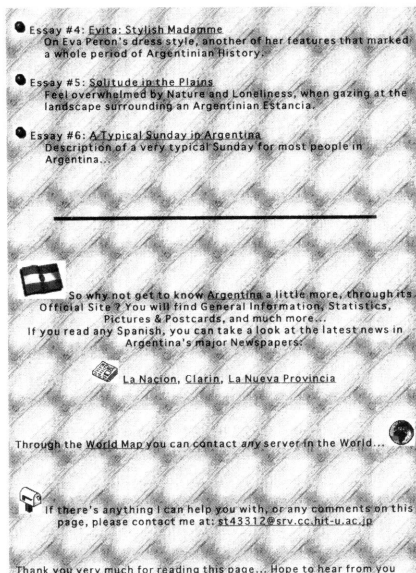 Essay #4: Evita: Stylish Madamme
On Eva Peron's dress style, another of her features that marked
a whole period of Argentinian History.
Essay #5: Solitude in the Plains
Feel overwhelmed by Nature and Loneliness, when gazing at the
landscape surrounding an Argentinian Estancia.
Essay #6: A Typical Sunday in Argentina
Description of a very typical Sunday for most people in
Argentina...
So why not get to know Argentina a little more, through its
Official Site ? You will find General Information, Statistics,
Pictures & Postcards, and much more...
If you read any Spanish, you can take a look at the latest news in
Argentina's major Newspapers:
La Nacion, Clarin, La Nueva Provincia
Through the World Map you can contact any server in the World...
If there's anything I can help you with, or any comments on this
page, please contact me at: st43312@srv.cc.hit-u.ac.jp
Thank you very much for reading this page... Hope to hear from you